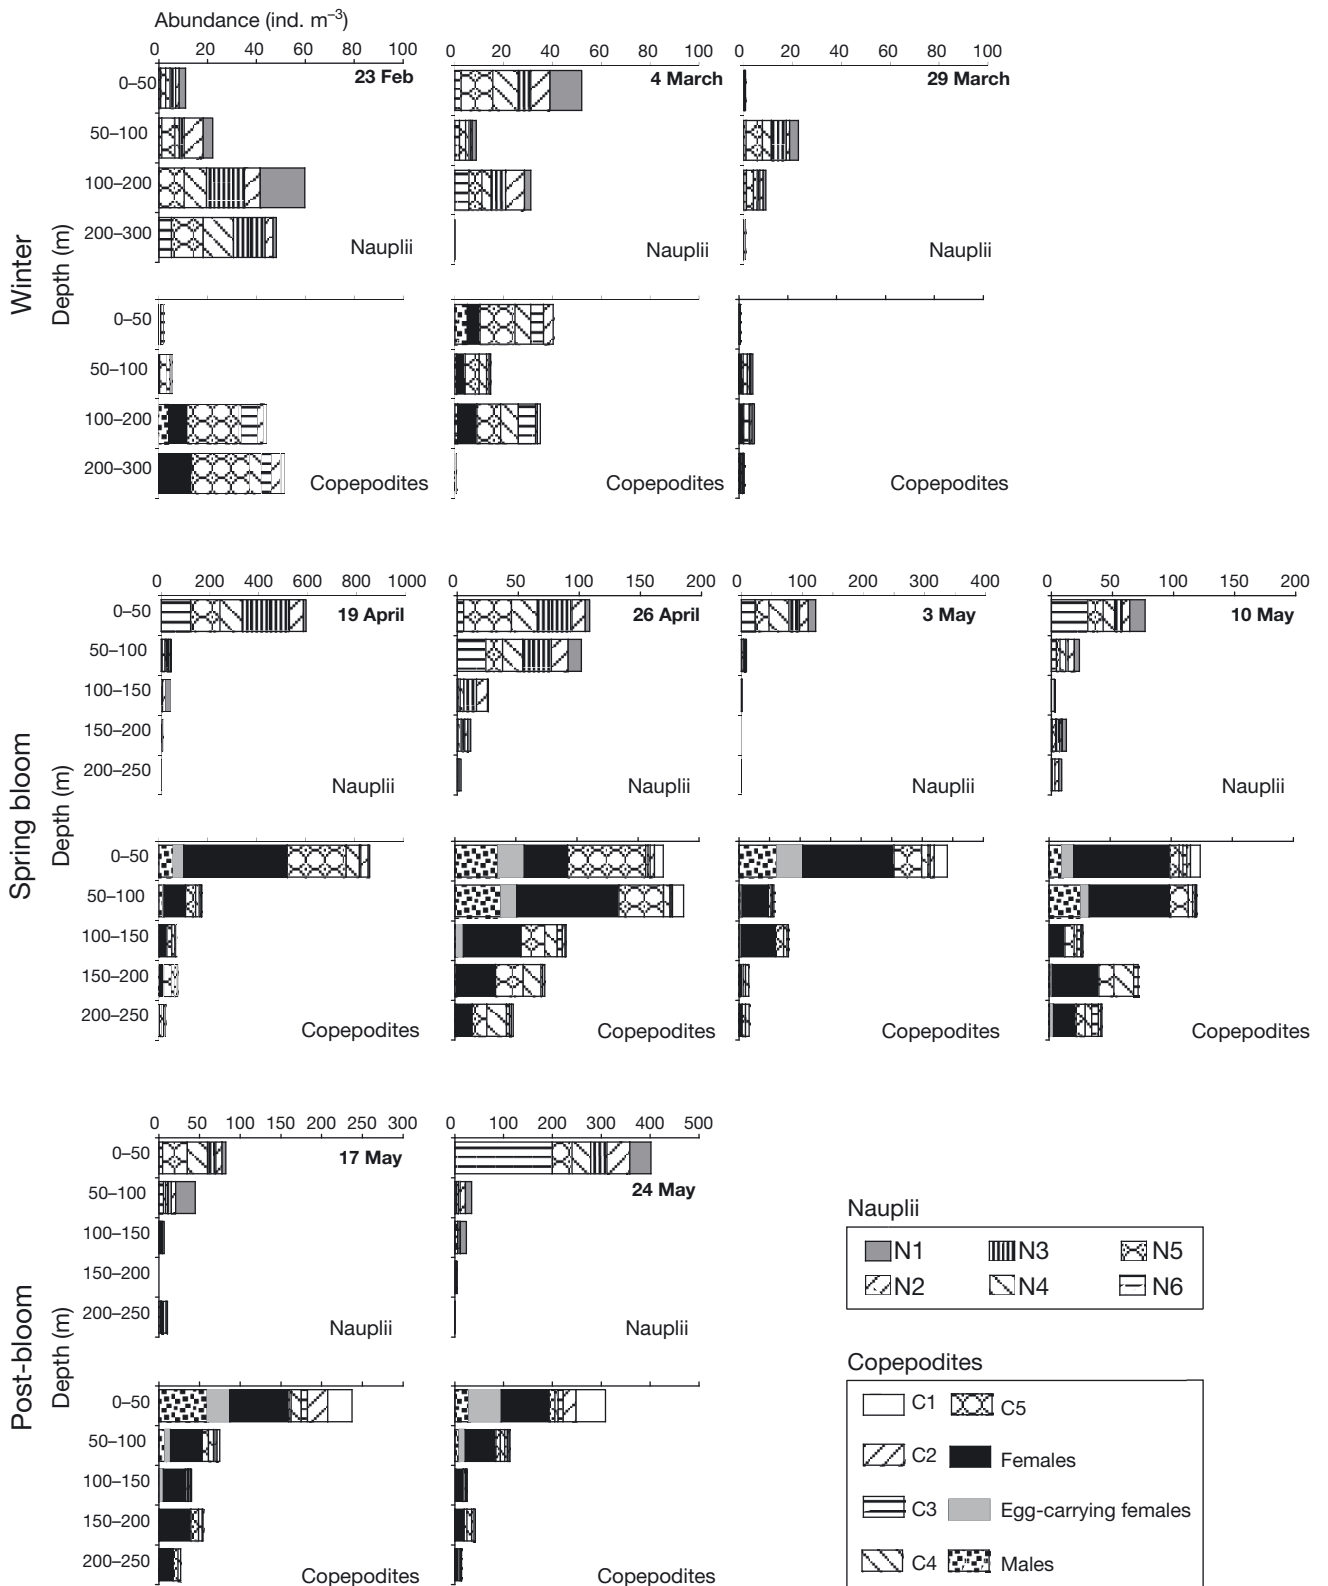 Abundance (ind. m–3)
0 20 40 60 80 100
0 20 40 60 80 100
0 20 40 60 80 100
Winter
Depth (m)
0–50
50–100
100–200
200–300
23 Feb
Nauplii
4 March
Nauplii
29 March
Nauplii
0–50
50–100
100–200
200–300
Copepodites
Copepodites
Copepodites
Spring bloom
Depth (m)
0 200 400 600 800 1000
0 50 100 150 200
0 100 200 300 400
0 50 100 150 200
0–50
50–100
100–150
150–200
200–250
19 April
Nauplii
26 April
Nauplii
3 May
Nauplii
10 May
Nauplii
0–50
50–100
100–150
150–200
200–250
Copepodites
Copepodites
Copepodites
Copepodites
Post-bloom
Depth (m)
0 50 100 150 200 250 300
0 100 200 300 400 500
0–50
50–100
100–150
150–200
200–250
17 May
Nauplii
24 May
Nauplii
0–50
50–100
100–150
150–200
200–250
Copepodites
Copepodites
Nauplii
N1 N3 N5
N2 N4 N6
Copepodites
C1 C5
C2 Females
C3 Egg-carrying females
C4 Males